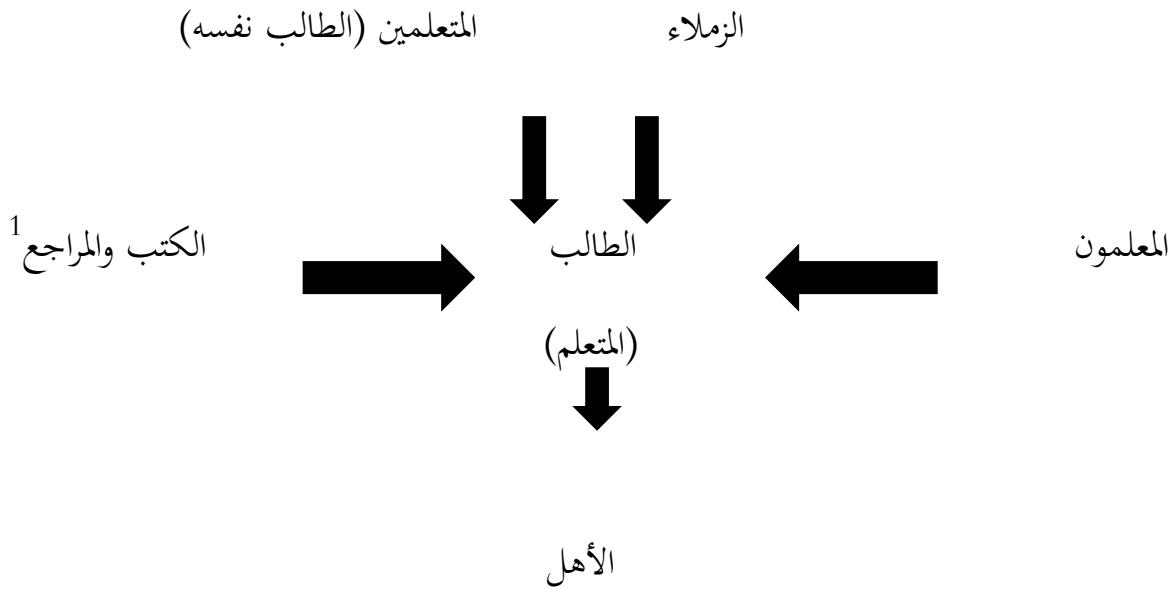 الزملاء المتعلمين (الطالب نفسه)
المعلمون الطالب الكتب والمراجع1
(المتعلم)
الأهل